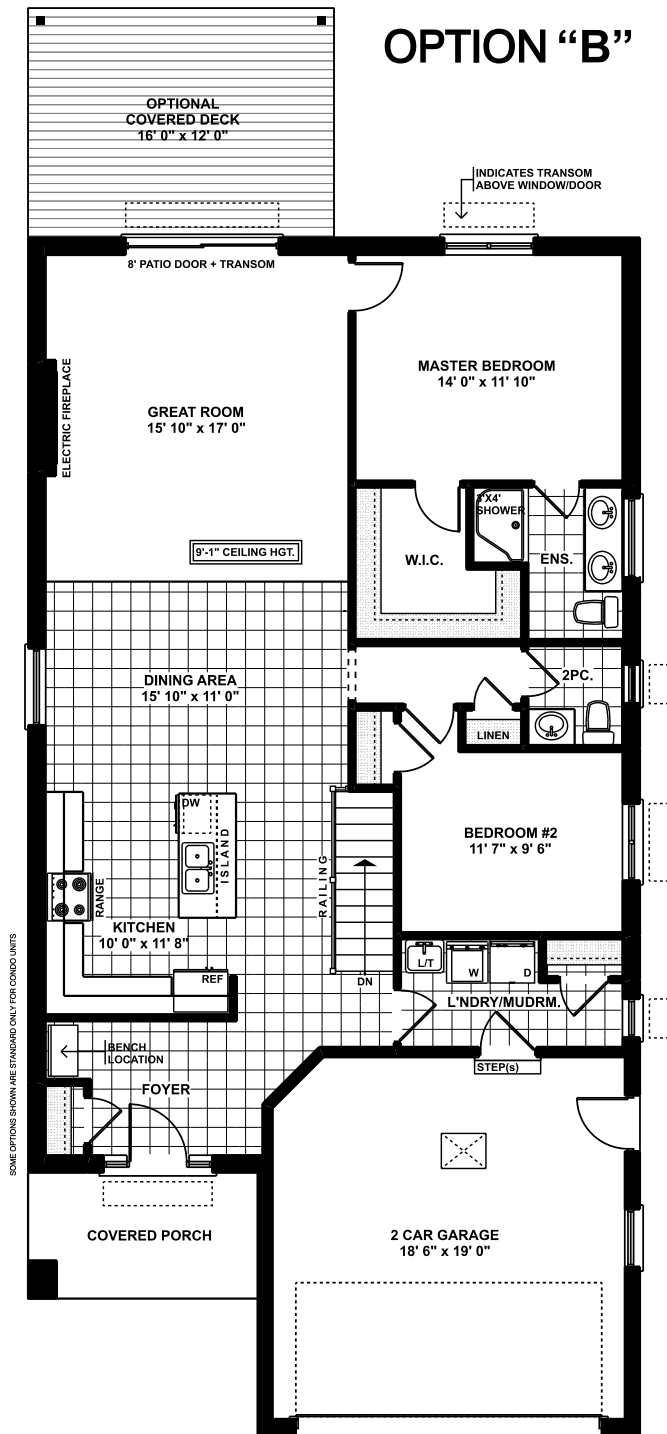 OPTION “B”
OPTIONAL
COVERED DECK
16' 0" x 12' 0"
INDICATES TRANSOM
ABOVE WINDOW/DOOR
8' PATIO DOOR + TRANSOM
ELECTRIC FIREPLACE
GREAT ROOM
15' 10" x 17' 0"
MASTER BEDROOM
14' 0" x 11' 10"
9'-1" CEILING HGT.
W.I.C.
3'X4'
SHOWER
ENS.
DINING AREA
15' 10" x 11' 0"
2PC.
LINEN
DW
ISLAND
RAILING
BEDROOM #2
11' 7" x 9' 6"
RANGE
KITCHEN
10' 0" x 11' 8"
REF
DN
L/T
W
D
L'NDRY/MUDRM.
STEP(s)
BENCH
LOCATION
FOYER
COVERED PORCH
2 CAR GARAGE
18' 6" x 19' 0"
SOME OPTIONS SHOWN ARE STANDARD ONLY FOR CONDO UNITS